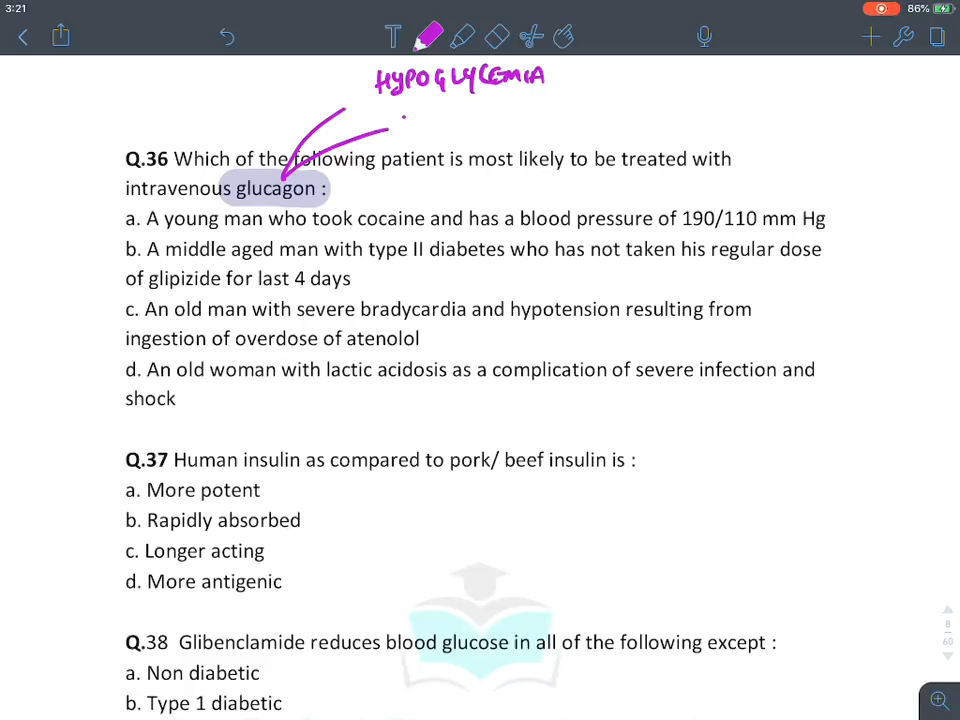 3:21
86%
T
HYPOGLYCEMIA
Q.36 Which of the following patient is most likely to be treated with
intravenous glucagon :
a. A young man who took cocaine and has a blood pressure of 190/110 mm Hg
b. A middle aged man with type II diabetes who has not taken his regular dose
of glipizide for last 4 days
c. An old man with severe bradycardia and hypotension resulting from
ingestion of overdose of atenolol
d. An old woman with lactic acidosis as a complication of severe infection and
shock
Q.37 Human insulin as compared to pork/ beef insulin is :
a. More potent
b. Rapidly absorbed
c. Longer acting
d. More antigenic
8
60
Q.38 Glibenclamide reduces blood glucose in all of the following except :
a. Non diabetic
b. Type 1 diabetic